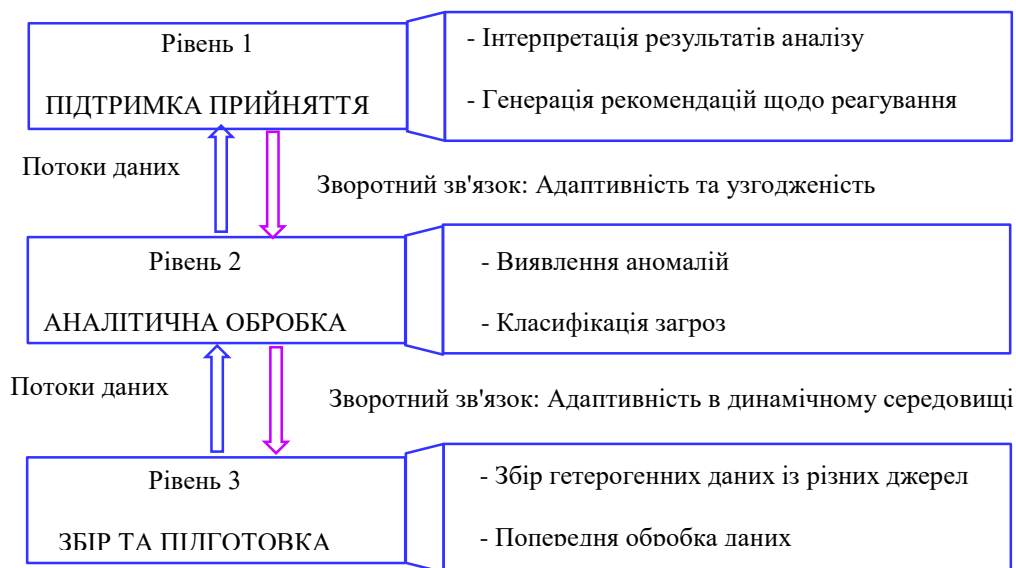 Рівень 1
ПІДТРИМКА ПРИЙНЯТТЯ
- Інтерпретація результатів аналізу
- Генерація рекомендацій щодо реагування
Потоки даних
Зворотний зв'язок: Адаптивність та узгодженість
Рівень 2
АНАЛІТИЧНА ОБРОБКА
- Виявлення аномалій
- Класифікація загроз
Потоки даних
Зворотний зв'язок: Адаптивність в динамічному середовищі
Рівень 3
ЗБІР ТА ПІДГОТОВКА
- Збір гетерогенних даних із різних джерел
- Попередня обробка даних